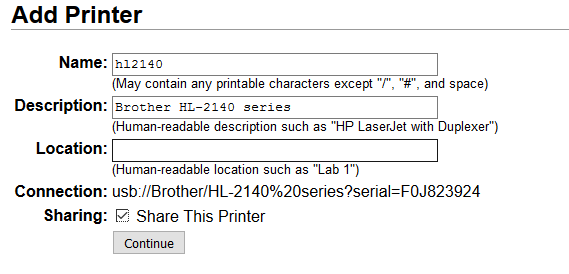 Add Printer
Name: hl2140
(May contain any printable characters except "/", "#", and space)
Description: Brother HL-2140 series
(Human-readable description such as "HP LaserJet with Duplexer")
Location:
(Human-readable location such as "Lab 1")
Connection: usb://Brother/HL-2140%20series?serial=F0J823924
Sharing: Share This Printer
Continue